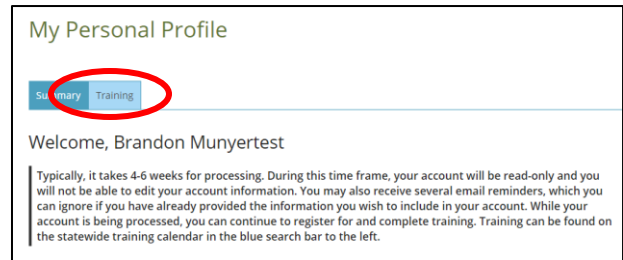 My Personal Profile
Summary Training
Welcome, Brandon Munyertest
Typically, it takes 4-6 weeks for processing. During this time frame, your account will be read-only and you
will not be able to edit your account information. You may also receive several email reminders, which you
can ignore if you have already provided the information you wish to include in your account. While your
account is being processed, you can continue to register for and complete training. Training can be found on
the statewide training calendar in the blue search bar to the left.